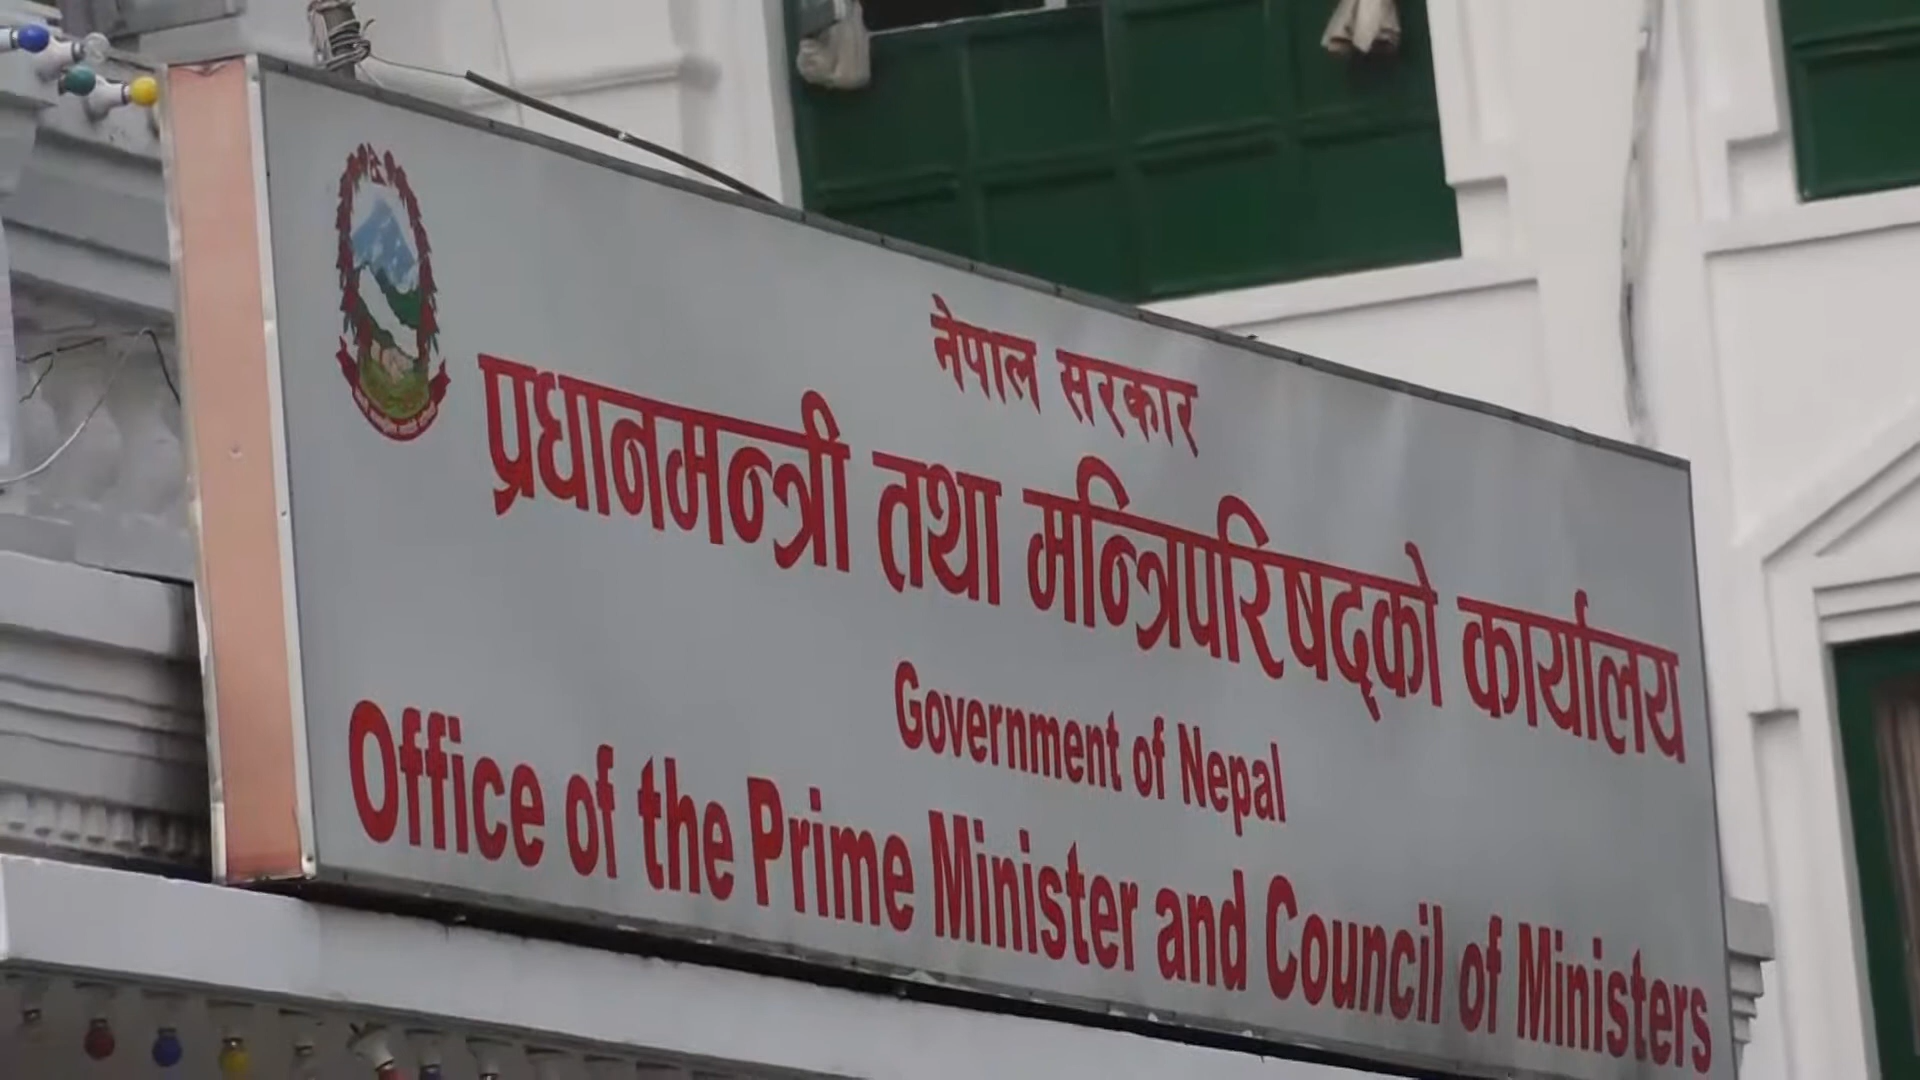 नेपाल सरकार
प्रधानमन्त्री तथा मन्त्रिपरिषद्को कार्यालय
Government of Nepal
Office of the Prime Minister and Council of Ministers